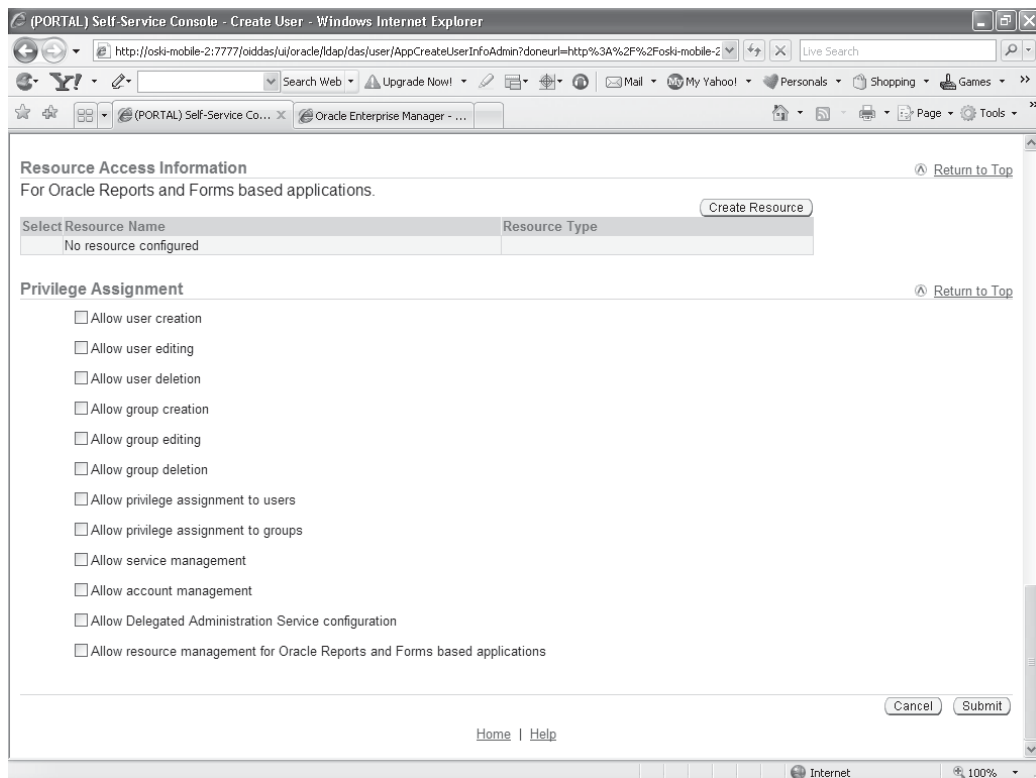 (PORTAL) Self-Service Console - Create User - Windows Internet Explorer
http://oski-mobile-2:7777/oiddas/ui/oracle/ldap/das/user/AppCreateUserInfoAdmin?doneurl=http%3A%2F%2Foski-mobile-2 Live Search
Y! Search Web Upgrade Now! Mail My My Yahoo! Personals Shopping Games »
(PORTAL) Self-Service Co... X Oracle Enterprise Manager - ... Page Tools »
Resource Access Information Return to Top
For Oracle Reports and Forms based applications.
Create Resource
Select Resource Name Resource Type
No resource configured
Privilege Assignment Return to Top
Allow user creation
Allow user editing
Allow user deletion
Allow group creation
Allow group editing
Allow group deletion
Allow privilege assignment to users
Allow privilege assignment to groups
Allow service management
Allow account management
Allow Delegated Administration Service configuration
Allow resource management for Oracle Reports and Forms based applications
Cancel Submit
Home | Help
Internet 100%